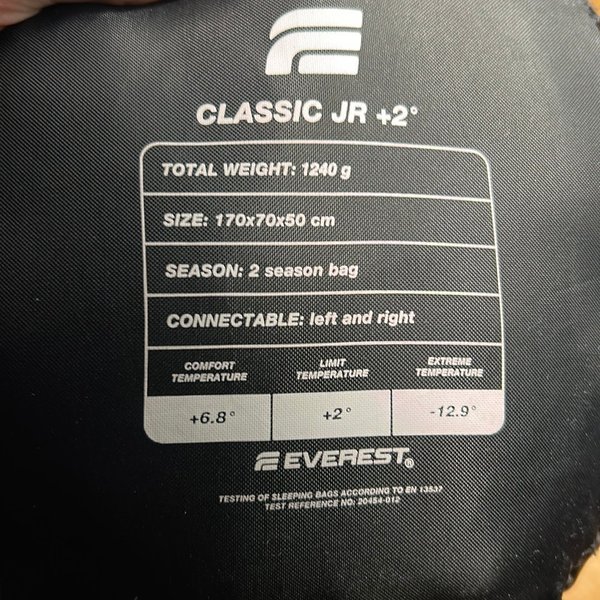 CLASSIC JR +2°
TOTAL WEIGHT: 1240 g
SIZE: 170x70x50 cm
SEASON: 2 season bag
CONNECTABLE: left and right
COMFORT TEMPERATURE
LIMIT TEMPERATURE
EXTREME TEMPERATURE
+6.8°
+2°
-12.9°
EVEREST®
TESTING OF SLEEPING BAGS ACCORDING TO EN 13537
TEST REFERENCE NO: 20454-012